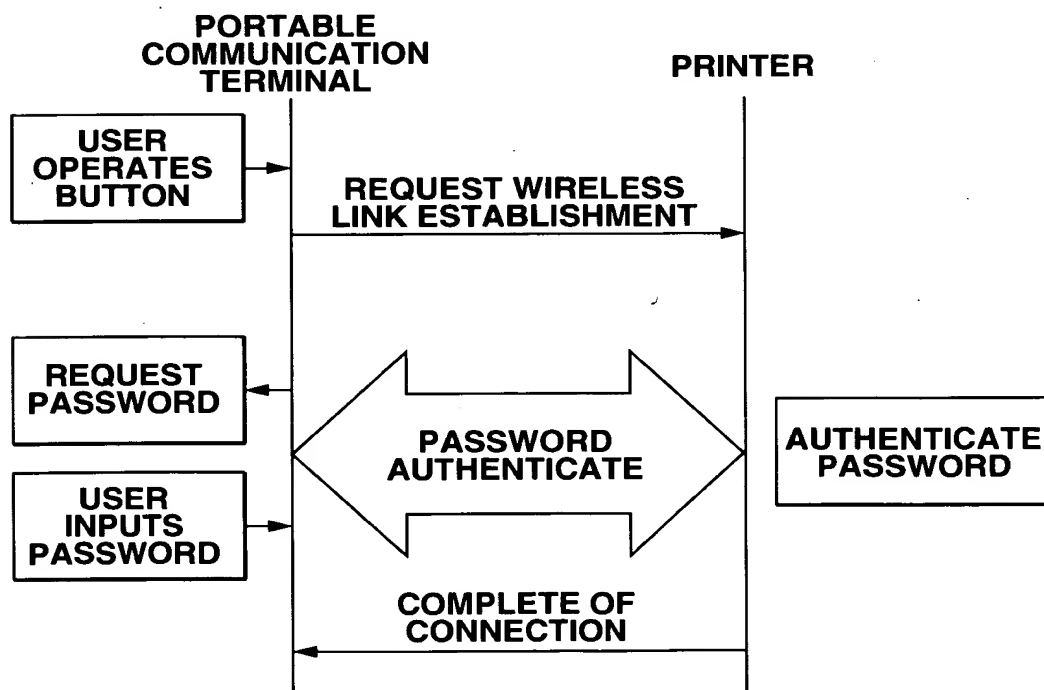 PORTABLE
COMMUNICATION
TERMINAL
PRINTER
USER
OPERATES
BUTTON
REQUEST WIRELESS
LINK ESTABLISHMENT
REQUEST
PASSWORD
PASSWORD
AUTHENTICATE
AUTHENTICATE
PASSWORD
USER
INPUTS
PASSWORD
COMPLETE OF
CONNECTION